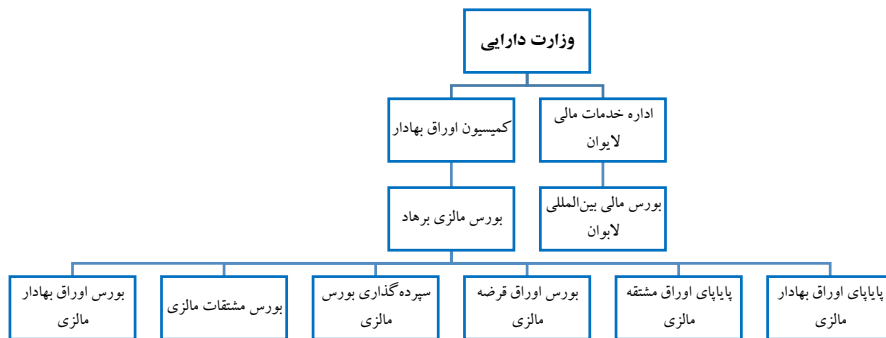 وزارت دارایی
اداره خدمات مالی
لایوان
کمیسیون اوراق بهادار
بورس مالی بین‌المللی
لابوان
بورس مالزی برهاد
پایاپای اوراق بهادار
مالزی
پایاپای اوراق مشتقه
مالزی
بورس اوراق قرضه
مالزی
سپرده‌گذاری بورس
مالزی
بورس مشتقات مالزی
بورس اوراق بهادار
مالزی